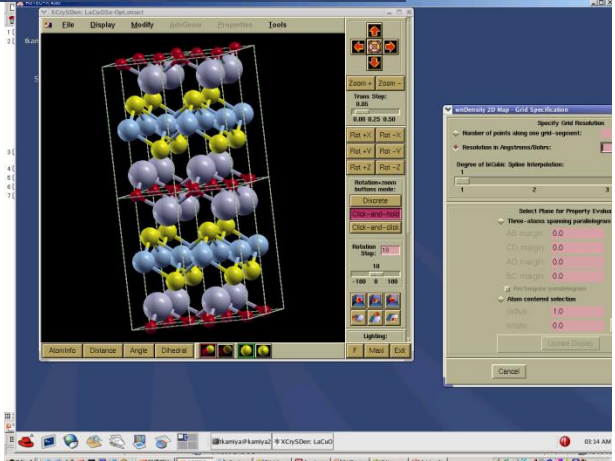 XCrySDen: LaCuOSe-Opt.struct
File Display Modify AdvGeom Properties Tools
Zoom + Zoom -
Trans Step:
0.05
0.00 0.25 0.50
Rot +X Rot -X
Rot +Y Rot -Y
Rot +Z Rot -Z
Rotation+zoom
buttons mode:
Discrete
Click-and-hold
Click-and-click
Rotation
Step: 10
10
-180 0 180
Lighting:
F Maxi Exit
AtomInfo Distance Angle Dihedral
wnDensity 2D Map - Grid Specification
Specify Grid Resolution
Number of points along one grid-segment:
Resolution in Angstroms/Bohrs:
Degree of biCubic Spline Interpolation:
1
1 2 3
Select Plane for Property Evalua
Three-atoms spanning parallelogram
AB margin: 0.0
CD margin: 0.0
AD margin: 0.0
BC margin: 0.0
Rectangular parallelogram
Atom centered selection
radius: 1.0
rotate: 0.0
Update Display
Cancel
tkamiya@kamiya2
XCrySDen: LaCuO
03:14 AM